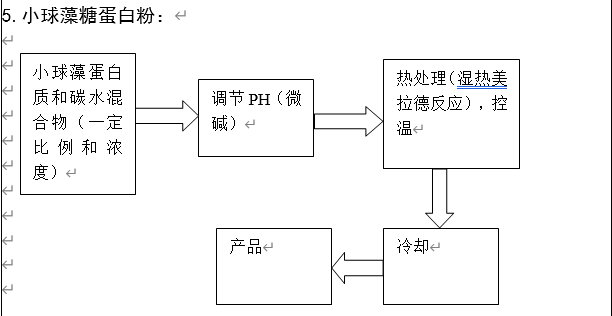 5.小球藻糖蛋白粉：
小球藻蛋白
质和碳水混
合物（一定
比例和浓
度）
调节PH（微
碱）
热处理（湿热美
拉德反应），控
温
冷却
产品